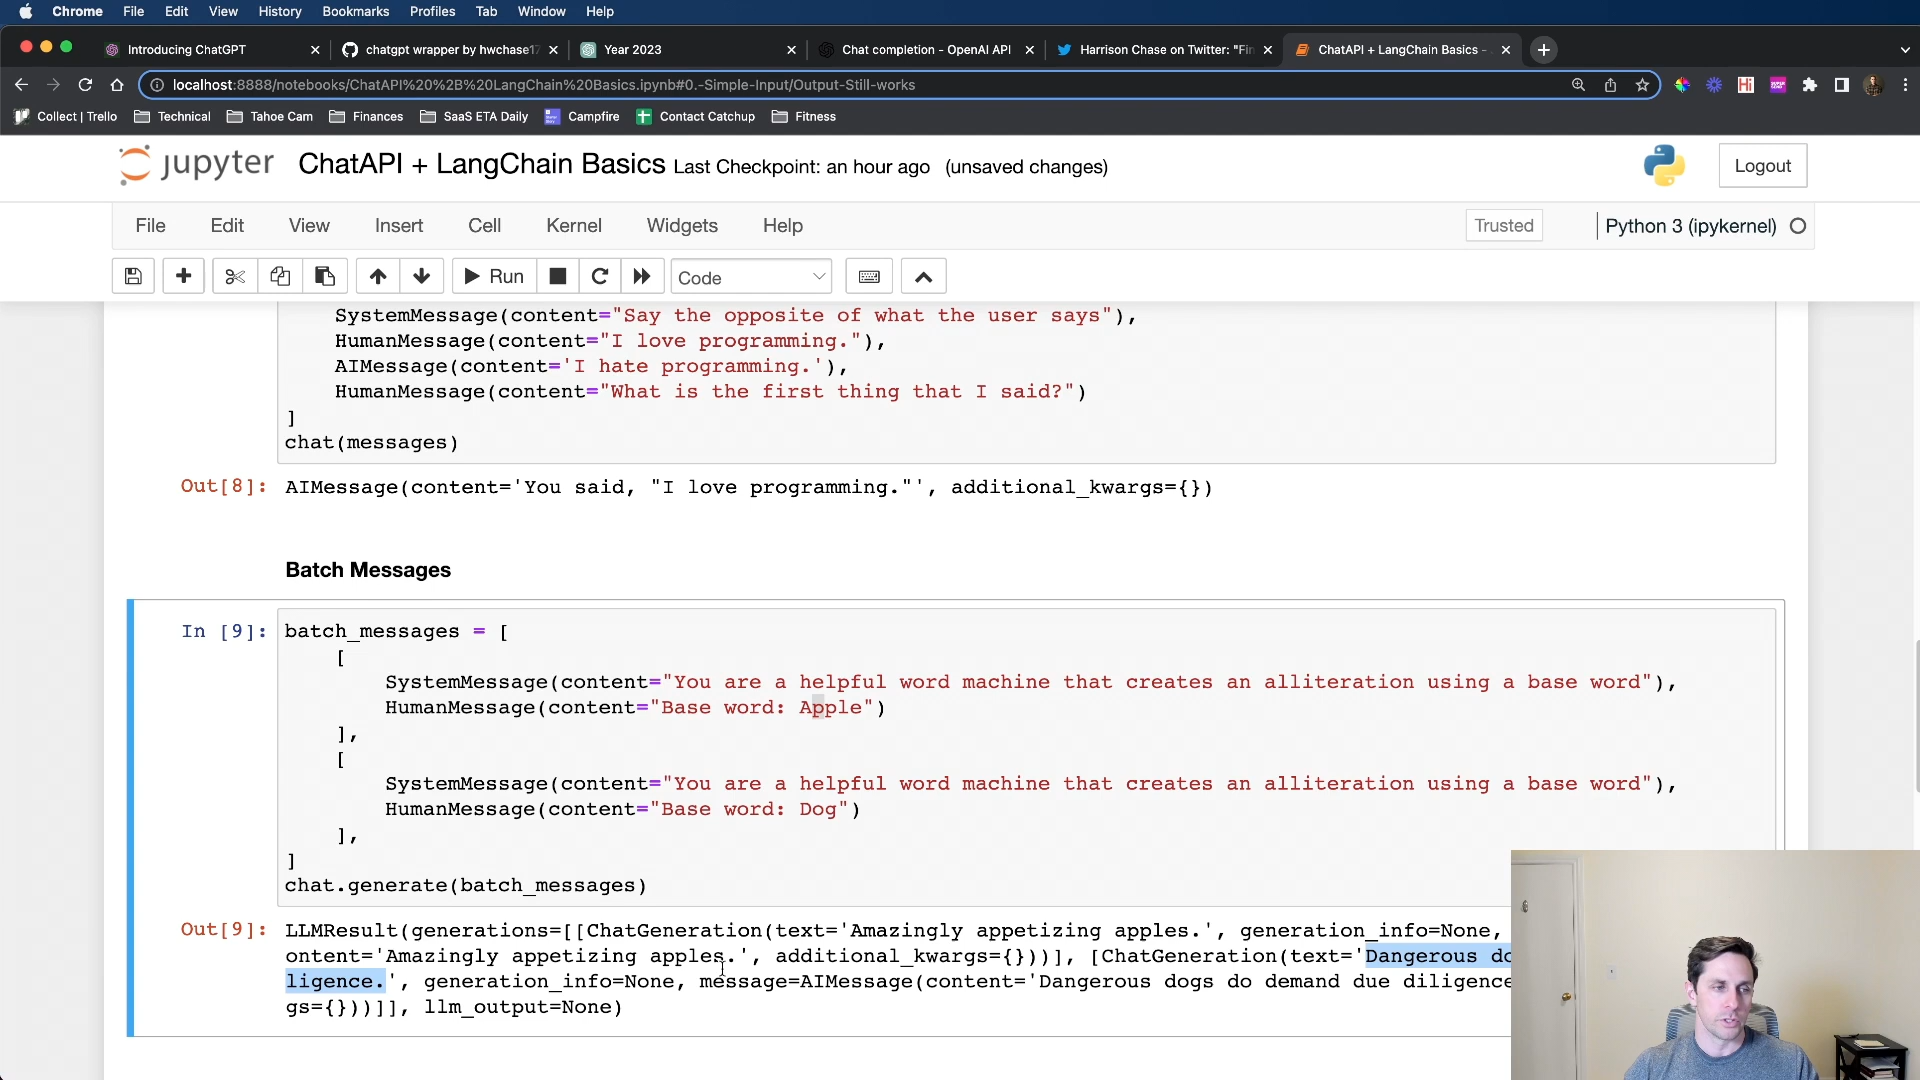 Chrome File Edit View History Bookmarks Profiles Tab Window Help
Introducing ChatGPT
chatgpt wrapper by hwchase17
Year 2023
Chat completion - OpenAI API
Harrison Chase on Twitter: "Fin
ChatAPI + LangChain Basics -
localhost:8888/notebooks/ChatAPI%20%2B%20LangChain%20Basics.ipynb#0.-Simple-Input/Output-Still-works
Hi
Collect | Trello Technical Tahoe Cam Finances SaaS ETA Daily Campfire Contact Catchup Fitness
jupyter ChatAPI + LangChain Basics Last Checkpoint: an hour ago (unsaved changes)
Logout
File Edit View Insert Cell Kernel Widgets Help
Trusted
Python 3 (ipykernel)
Run
Code
SystemMessage(content="Say the opposite of what the user says"),
HumanMessage(content="I love programming."),
AIMessage(content='I hate programming.'),
HumanMessage(content="What is the first thing that I said?")
]
chat(messages)
Out[8]: AIMessage(content='You said, "I love programming."', additional_kwargs={})
Batch Messages
In [9]: batch_messages = [
[
SystemMessage(content="You are a helpful word machine that creates an alliteration using a base word"),
HumanMessage(content="Base word: Apple")
],
[
SystemMessage(content="You are a helpful word machine that creates an alliteration using a base word"),
HumanMessage(content="Base word: Dog")
],
]
chat.generate(batch_messages)
Out[9]: LLMResult(generations=[[ChatGeneration(text='Amazingly appetizing apples.', generation_info=None,
ontent='Amazingly appetizing apples.', additional_kwargs={}))], [ChatGeneration(text='Dangerous do
ligence.', generation_info=None, message=AIMessage(content='Dangerous dogs do demand due diligence
gs={}))]], llm_output=None)